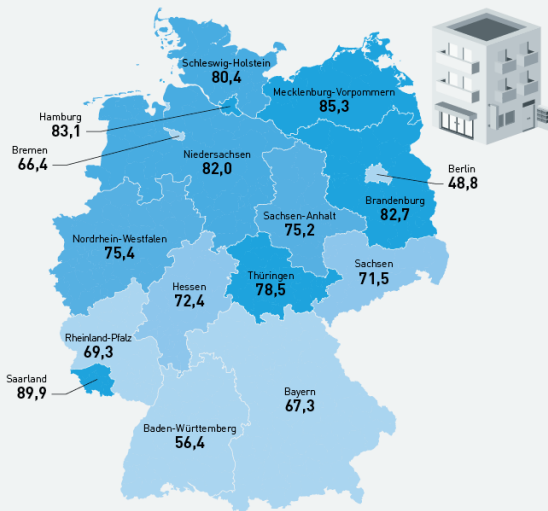 Schleswig-Holstein
80,4
Mecklenburg-Vorpommern
85,3
Hamburg
83,1
Bremen
66,4
Niedersachsen
82,0
Berlin
48,8
Brandenburg
82,7
Sachsen-Anhalt
75,2
Nordrhein-Westfalen
75,4
Sachsen
71,5
Thüringen
78,5
Hessen
72,4
Rheinland-Pfalz
69,3
Saarland
89,9
Bayern
67,3
Baden-Württemberg
56,4